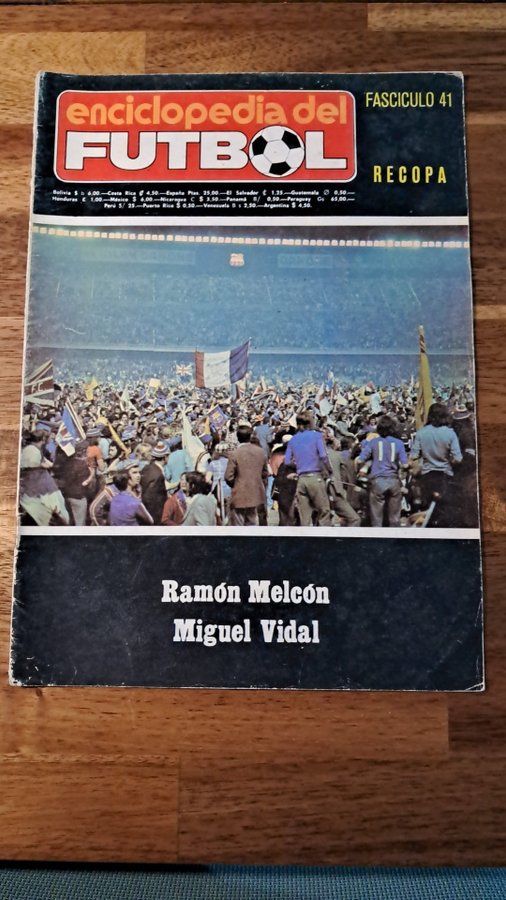 enciclopedia del
FUTBOL
FASCICULO 41
RECOPA
Bolivia $ b 6,00.—Costa Rica ₡ 4,50.—España Ptas. 25,00.—El Salvador ₡ 1,25.—Guatemala Ø 0,50.—
Honduras £ 1,00.—México $ 6,00.—Nicaragua C $ 3,50.—Panamá B/ 0,50.—Paraguay Gs 65,00.—
Perú S/ 25.—Puerto Rico $ 0,50.—Venezuela B s 2,50.—Argentina $ 4,50.
11
Ramón Melcón
Miguel Vidal